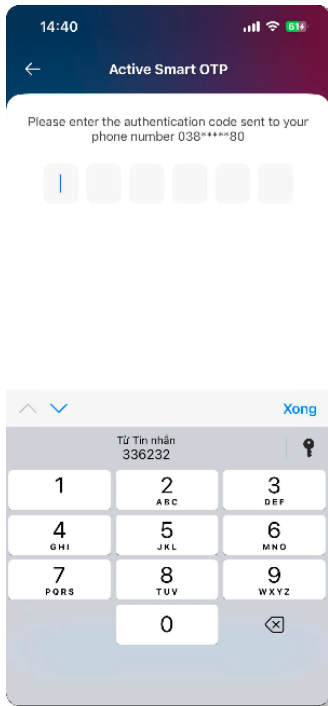 14:40
61
Active Smart OTP
Please enter the authentication code sent to your
phone number 038*****80
Xong
Từ Tin nhắn
336232
1
2
ABC
3
DEF
4
GHI
5
JKL
6
MNO
7
PQRS
8
TUV
9
WXYZ
0